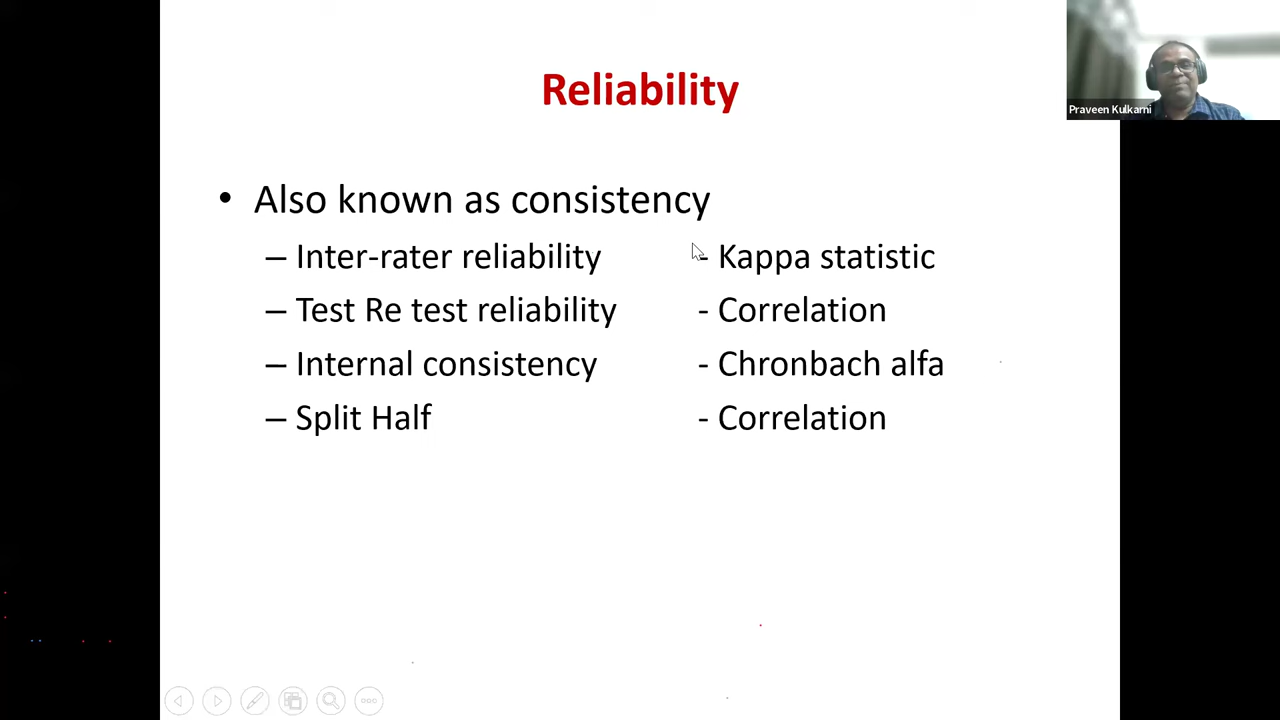 Reliability
Praveen Kulkarni
• Also known as consistency
– Inter-rater reliability - Kappa statistic
– Test Re test reliability - Correlation
– Internal consistency - Chronbach alfa
– Split Half - Correlation